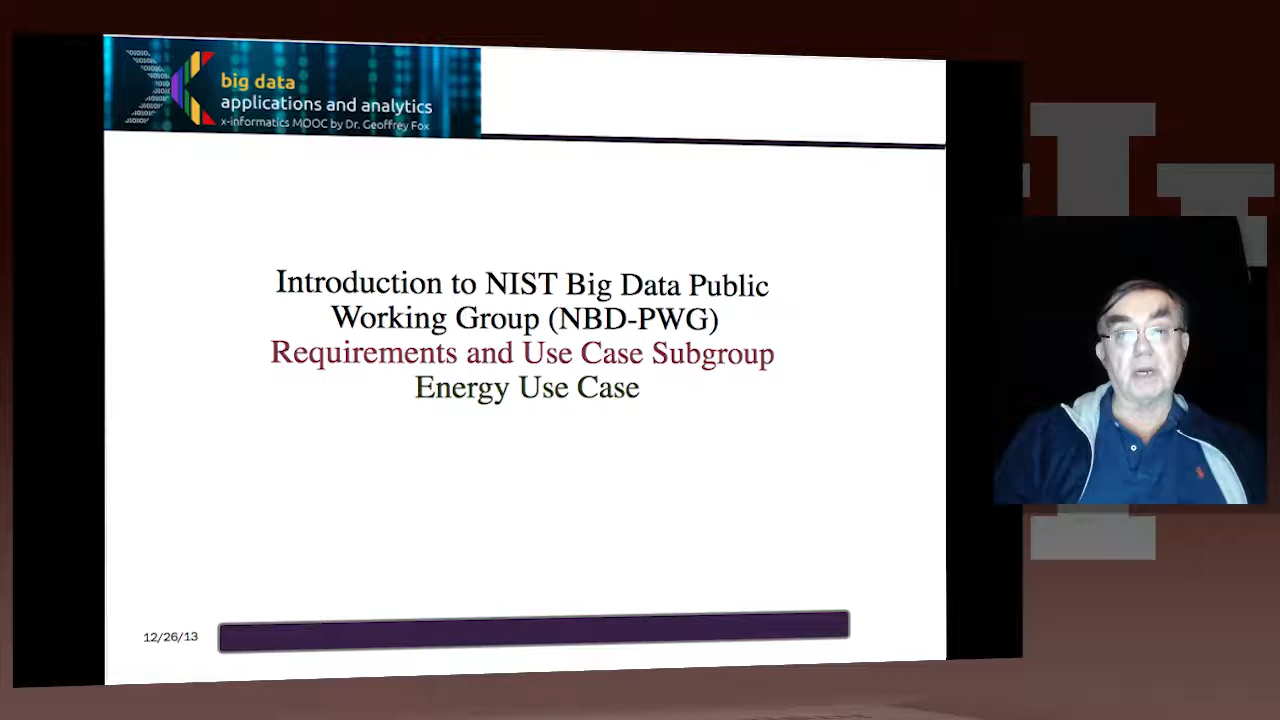 big data
applications and analytics
x-informatics MOOC by Dr. Geoffrey Fox
Introduction to NIST Big Data Public
Working Group (NBD-PWG)
Requirements and Use Case Subgroup
Energy Use Case
12/26/13